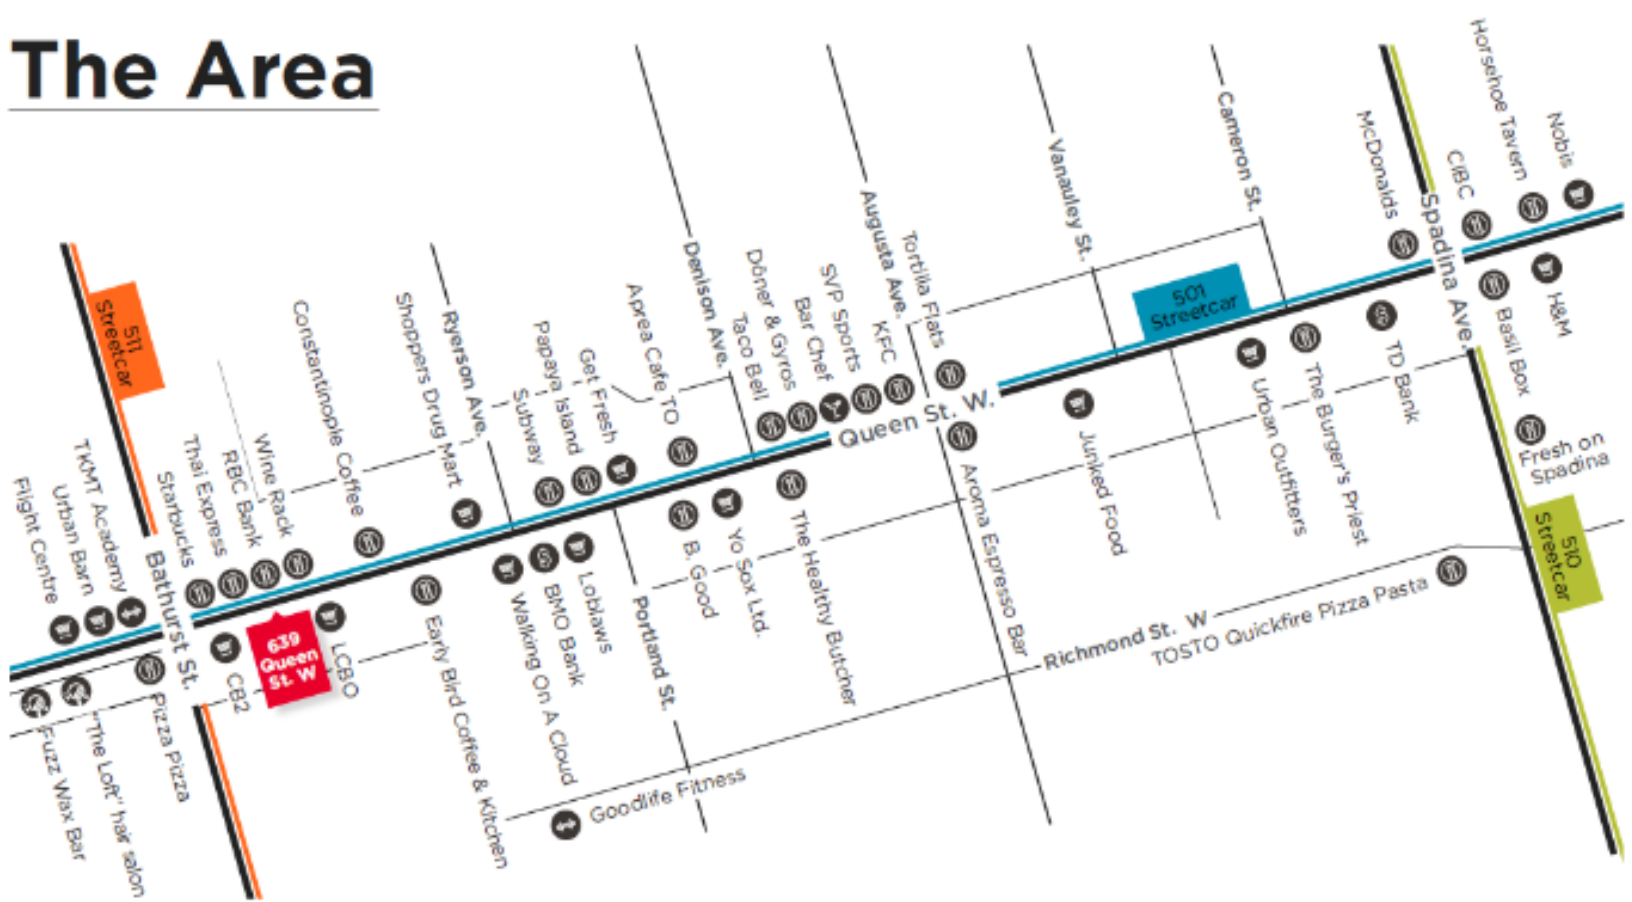 The Area
511
Streetcar
Flight Centre
Urban Barn
TKMT Academy
Bathurst St.
Starbucks
Thai Express
RBC Bank
Wine Rack
Constantinople Coffee
Shoppers Drug Mart
Ryerson Ave.
Subway
Papaya Island
Get Fresh
Aprea Cafe TO
Denison Ave.
Taco Bell
Döner & Gyros
Bar Chef
SVP Sports
KFC
Augusta Ave.
Tortilla Flats
Queen St. W.
Vanauley St.
501
Streetcar
Cameron St.
McDonalds
Spadina Ave.
CIBC
Horsehoe Tavern
Nobis
Fuzz Wax Bar
"The Loft" hair salon
Pizza Pizza
CB2
639
Queen
St. W
LCBO
Early Bird Coffee & Kitchen
Walking On A Cloud
BMO Bank
Loblaws
Portland St.
B. Good
Yo Sox Ltd.
The Healthy Butcher
Aroma Espresso Bar
Junked Food
Urban Outfitters
The Burger's Priest
TD Bank
Basil Box
H&M
Fresh on
Spadina
510
Streetcar
Richmond St. W
TOSTO Quickfire Pizza Pasta
Goodlife Fitness